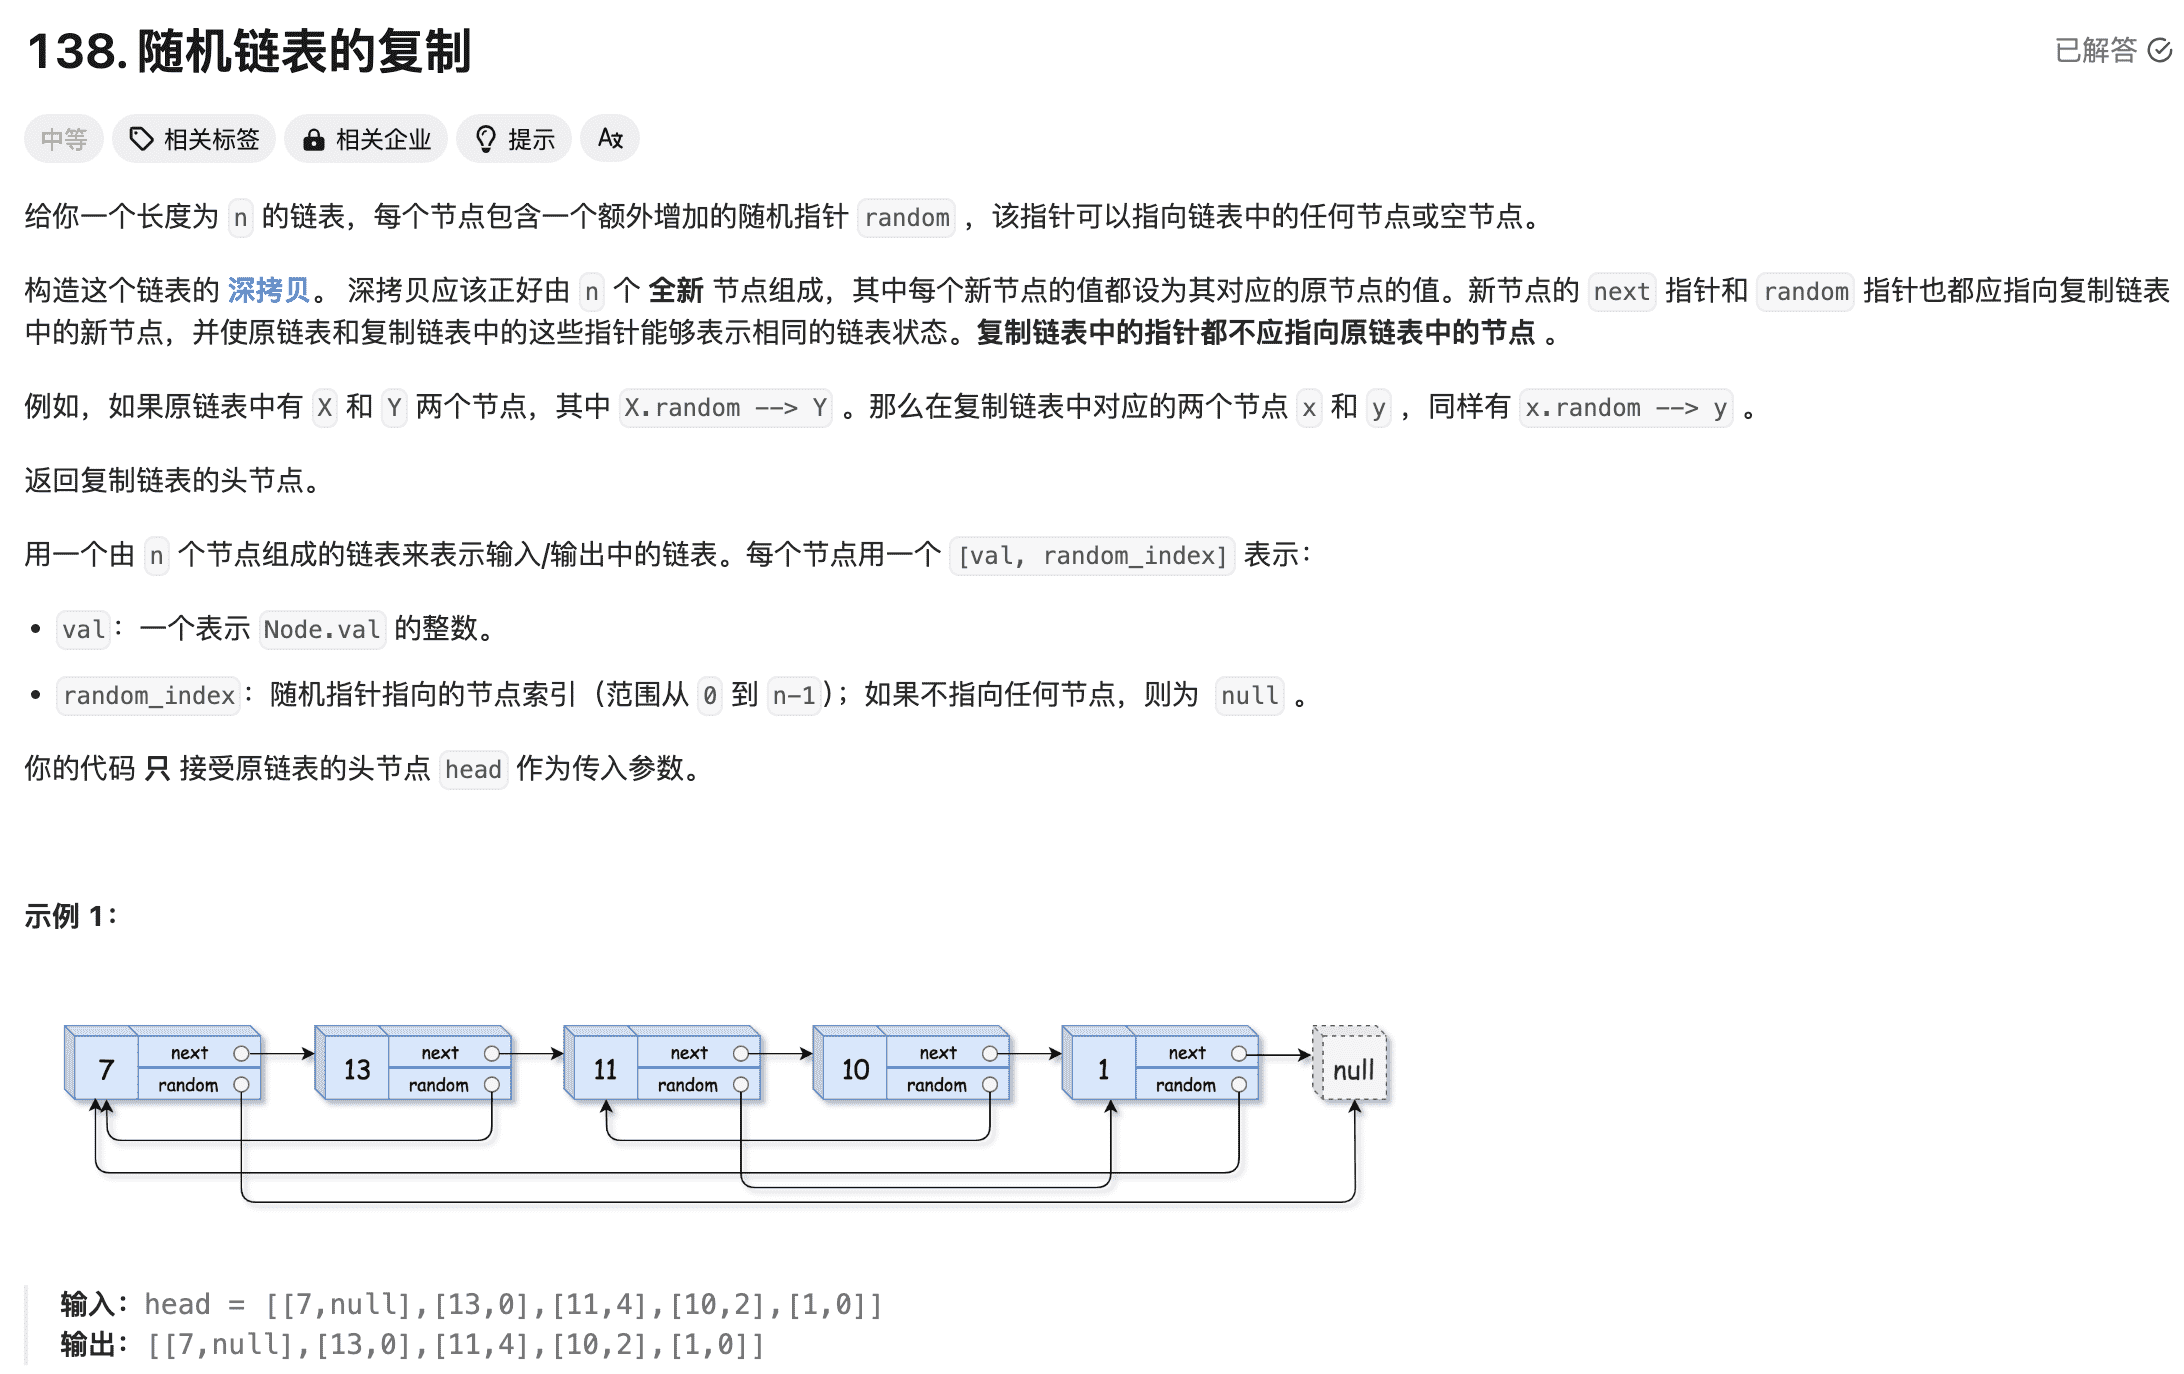 138. 随机链表的复制
已解答
中等 相关标签 相关企业 提示 A文
给你一个长度为 n 的链表，每个节点包含一个额外增加的随机指针 random ，该指针可以指向链表中的任何节点或空节点。
构造这个链表的 深拷贝。 深拷贝应该正好由 n 个 全新 节点组成，其中每个新节点的值都设为其对应的原节点的值。新节点的 next 指针和 random 指针也都应指向复制链表
中的新节点，并使原链表和复制链表中的这些指针能够表示相同的链表状态。复制链表中的指针都不应指向原链表中的节点 。
例如，如果原链表中有 X 和 Y 两个节点，其中 X.random --> Y 。那么在复制链表中对应的两个节点 x 和 y ，同样有 x.random --> y 。
返回复制链表的头节点。
用一个由 n 个节点组成的链表来表示输入/输出中的链表。每个节点用一个 [val, random_index] 表示：
• val：一个表示 Node.val 的整数。
• random_index：随机指针指向的节点索引（范围从 0 到 n-1）；如果不指向任何节点，则为 null 。
你的代码 只 接受原链表的头节点 head 作为传入参数。
示例 1：
7 next random
13 next random
11 next random
10 next random
1 next random
null
输入：head = [[7,null],[13,0],[11,4],[10,2],[1,0]]
输出：[[7,null],[13,0],[11,4],[10,2],[1,0]]